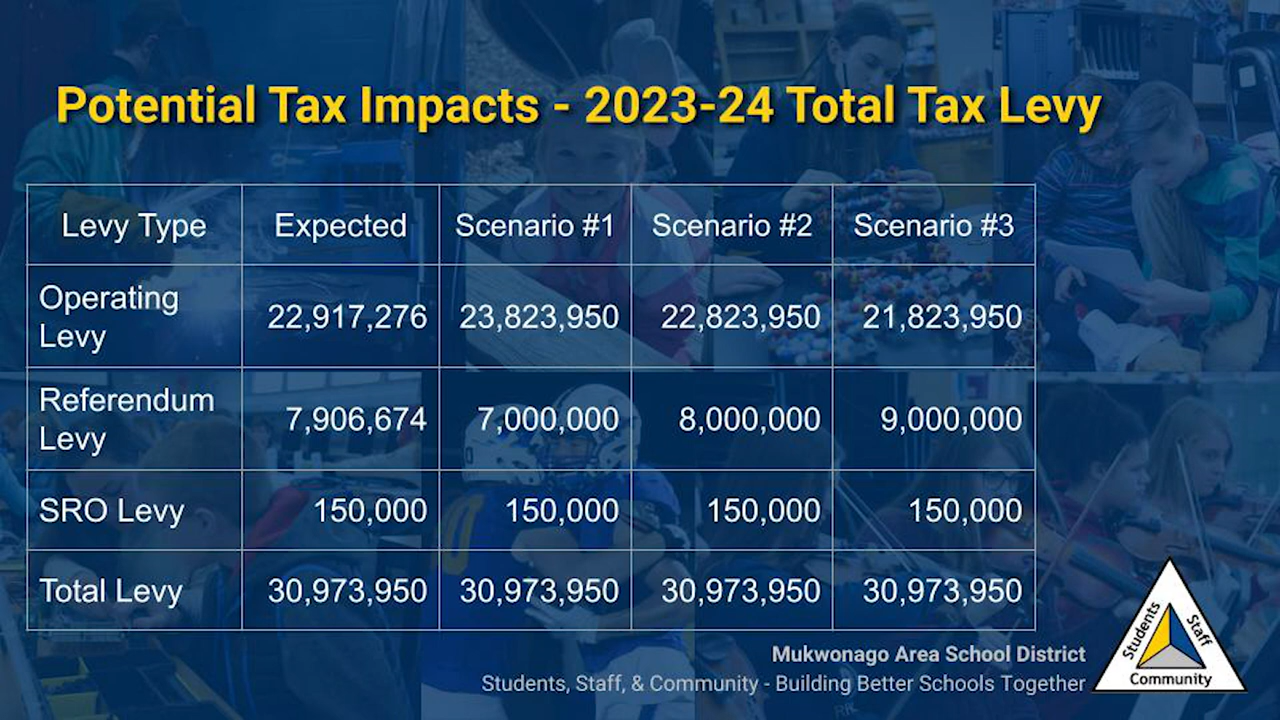 Potential Tax Impacts - 2023-24 Total Tax Levy
Levy Type Expected Scenario #1 Scenario #2 Scenario #3
Operating
Levy 22,917,276 23,823,950 22,823,950 21,823,950
Referendum
Levy 7,906,674 7,000,000 8,000,000 9,000,000
SRO Levy 150,000 150,000 150,000 150,000
Total Levy 30,973,950 30,973,950 30,973,950 30,973,950
Mukwonago Area School District
Students, Staff, & Community - Building Better Schools Together
Students
Staff
Community